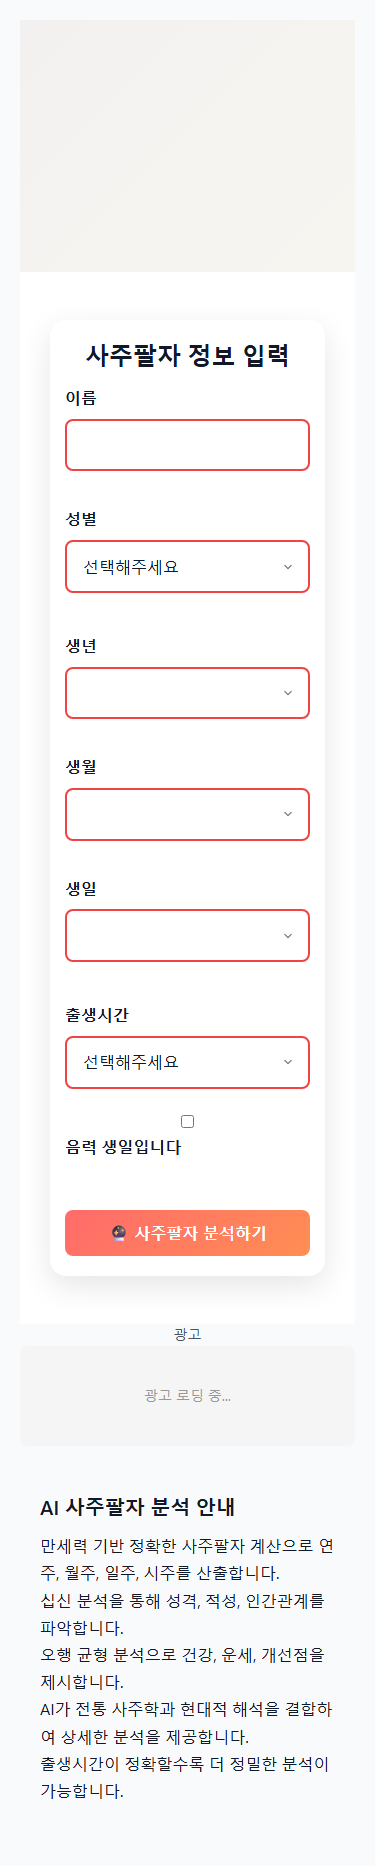 사주팔자 정보 입력
이름
성별
선택해주세요
생년
생월
생일
출생시간
선택해주세요
음력 생일입니다
🔮 사주팔자 분석하기
광고
광고 로딩 중...
AI 사주팔자 분석 안내
만세력 기반 정확한 사주팔자 계산으로 연
주, 월주, 일주, 시주를 산출합니다.
십신 분석을 통해 성격, 적성, 인간관계를
파악합니다.
오행 균형 분석으로 건강, 운세, 개선점을
제시합니다.
AI가 전통 사주학과 현대적 해석을 결합하
여 상세한 분석을 제공합니다.
출생시간이 정확할수록 더 정밀한 분석이
가능합니다.